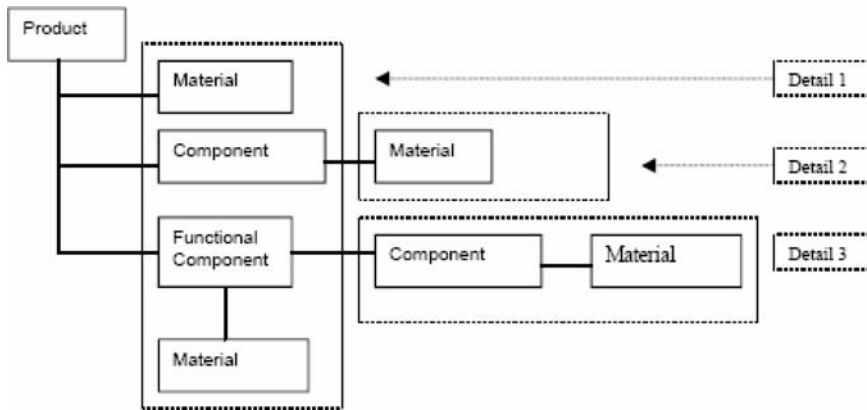 Product
Material
Detail 1
Component
Material
Detail 2
Functional
Component
Component
Material
Detail 3
Material